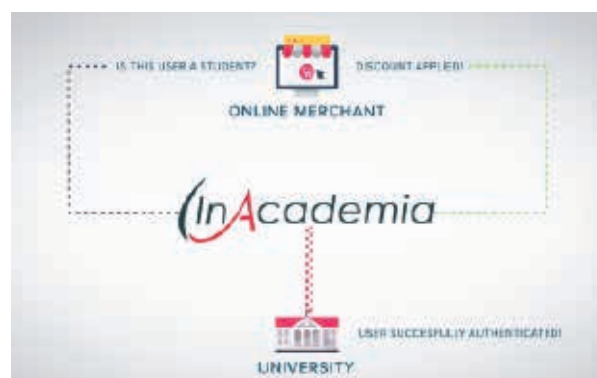 IS THIS USER A STUDENT?
DISCOUNT APPLIED!
ONLINE MERCHANT
InAcademia
USER SUCCESFULLY AUTHENTICATED!
UNIVERSITY